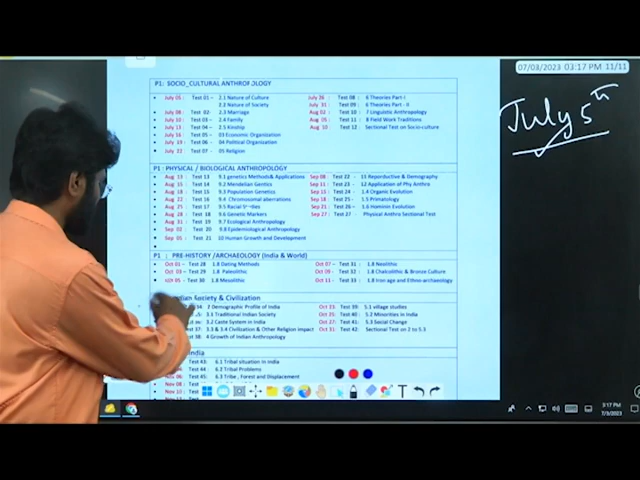 07/03/2023 03:17 PM 11/11
July 5th
P1: SOCIO_CULTURAL ANTHROPOLOGY
July 05 : Test 01 – 2.1 Nature of Culture July 26 : Test 08 : 6 Theories Part-I
2.2 Nature of Society July 31 : Test 09 : 6 Theories Part - II
July 08 : Test 02- 2.3 Marriage Aug 02 : Test 10 : 7 Linguistic Anthropology
July 10 : Test 03 – 2.4 Family Aug 05 : Test 11 : 8 Field Work Traditions
July 13 : Test 04 – 2.5 Kinship Aug 10 : Test 12 Sectional Test on Socio-culture
July 16 : Test 05 – 03 Economic Organization
July 19 : Test 06 – 04 Political Organization
July 22 : Test 07 – 05 Religion
P1 : PHYSICAL / BIOLOGICAL ANTHROPOLOGY
Aug 13 : Test 13 9.1 genetics Methods& Applications Sep 08 : Test 22 - 11 Reporductive & Demography
Aug 15 : Test 14 9.2 Mendelian Gentics Sep 11 : Test 23 – 12 Application of Phy Anthro
Aug 18 : Test 15 9.3 Population Genetics Sep 15 : Test 24 - 1.4 Organic Evolution
Aug 22 : Test 16 9.4 Chromosomal aberrations Sep 18 : Test 25 – 1.5 Primatology
Aug 25 : Test 17 9.5 Racial Sep 21 : Test 26 – 1.6 Hominin Evolution
Aug 28 : Test 18 9.6 Genetic Markers Sep 27 : Test 27 - Physical Anthro Sectional Test
Aug 31 : Test 19 9.7 Ecological Anthropology
Sep 02 : Test 20 9.8 Epidemiological Anthropology
Sep 05 : Test 21 10 Human Growth and Development
P1 : PRE-HISTORY /ARCHAEOLOGY (India & World)
Oct 01 – Test 28 1.8 Dating Methods Oct 07 – Test 31 : 1.8 Neolithic
Oct 03 – Test 29 1.8 Paleolithic Oct 09 - Test 32 : 1.8 Chalcolithic & Bronze Culture
Oct 05 : Test 30 1.8 Mesolithic Oct 11 : Test 33 : 1.8 Iron age and Ethno-archaeology
Indian Society & Civilization
34: 7 Demographic Profile of India Oct 23: Test 39: 5.1 village studies
3.1 Traditional Indian Society Oct 25: Test 40: 5.2 Minorities in India
3.2 Caste System in India Oct 27: Test 41: 5.3 Social Change
37: 3.3 & 3.4 Civilization & Other Religion impact Oct 31: Test 42: Sectional Test on 2 to 5.3
38: 4 Growth of Indian Anthropology
India
Test 43: 6.1 Tribal situation in India
Test 44: 6.2 Tribal Problems
Nov 06: Test 45: 6.3 Tribe, Forest and Displacement
Nov 08 : Test
Nov 10 : Test
T
3:17 PM
7/3/2023